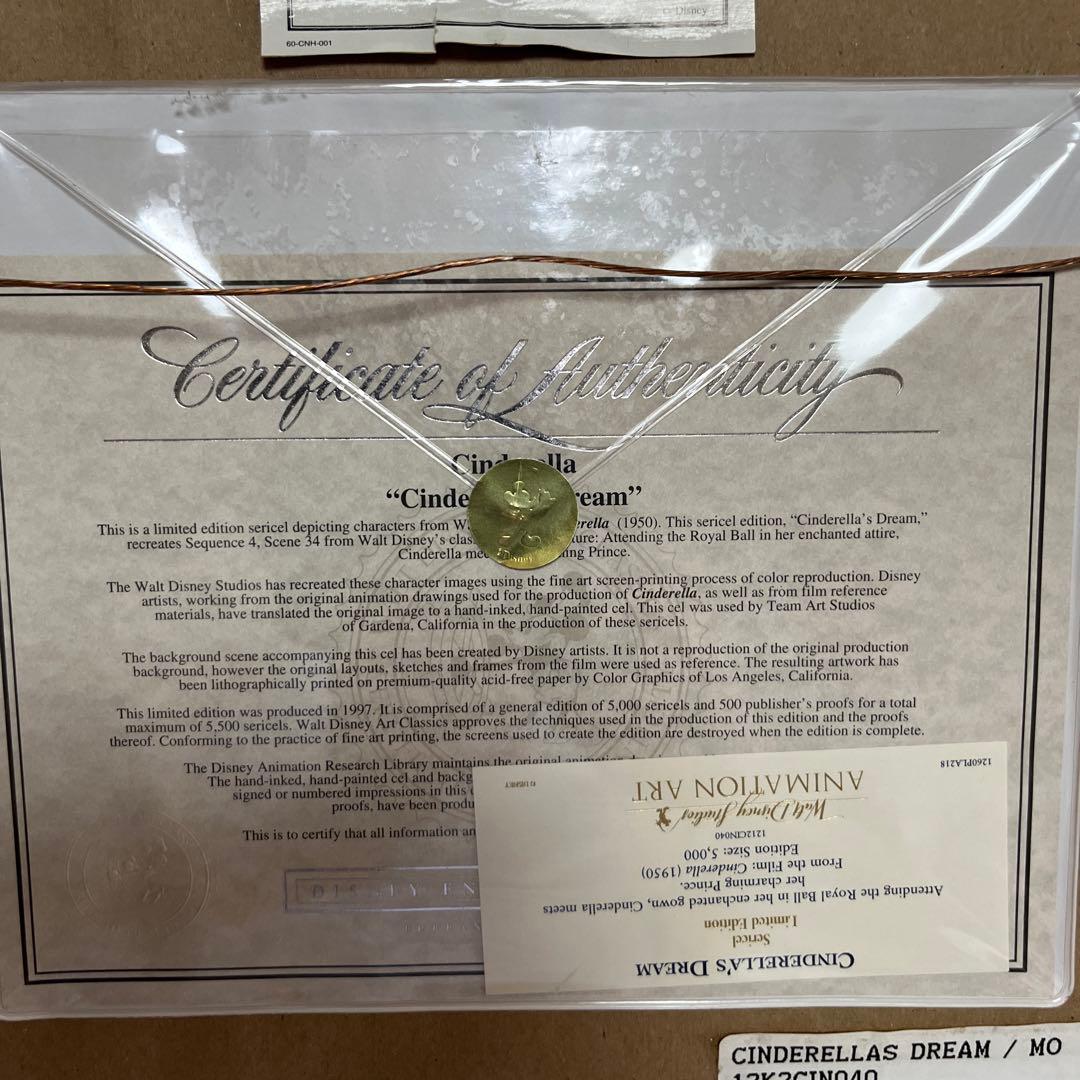 © Disney
60-CNH-001
Certificate of Authenticity
Cinderella
“Cinde ream”
This is a limited edition sericel depicting characters from W erella (1950). This sericel edition, “Cinderella’s Dream,”
recreates Sequence 4, Scene 34 from Walt Disney’s clas ure: Attending the Royal Ball in her enchanted attire,
Cinderella mee ing Prince.
The Walt Disney Studios has recreated these character images using the fine art screen-printing process of color reproduction. Disney
artists, working from the original animation drawings used for the production of Cinderella, as well as from film reference
materials, have translated the original image to a hand-inked, hand-painted cel. This cel was used by Team Art Studios
of Gardena, California in the production of these sericels.
The background scene accompanying this cel has been created by Disney artists. It is not a reproduction of the original production
background, however the original layouts, sketches and frames from the film were used as reference. The resulting artwork has
been lithographically printed on premium-quality acid-free paper by Color Graphics of Los Angeles, California.
This limited edition was produced in 1997. It is comprised of a general edition of 5,000 sericels and 500 publisher’s proofs for a total
maximum of 5,500 sericels. Walt Disney Art Classics approves the techniques used in the production of this edition and the proofs
thereof. Conforming to the practice of fine art printing, the screens used to create the edition are destroyed when the edition is complete.
The Disney Animation Research Library maintains the original animation
The hand-inked, hand-painted cel and backg
signed or numbered impressions in this
proofs, have been produ
This is to certify that all information an
DISNEY EN
CINDERELLA’S DREAM
Sericel
Limited Edition
Attending the Royal Ball in her enchanted gown, Cinderella meets
her charming Prince.
From the Film: Cinderella (1950)
Edition Size: 5,000
1212CIN040
Walt Disney Studios
ANIMATION ART
© DISNEY
1260PLA218
CINDERELLAS DREAM / MO
12K2CIN040